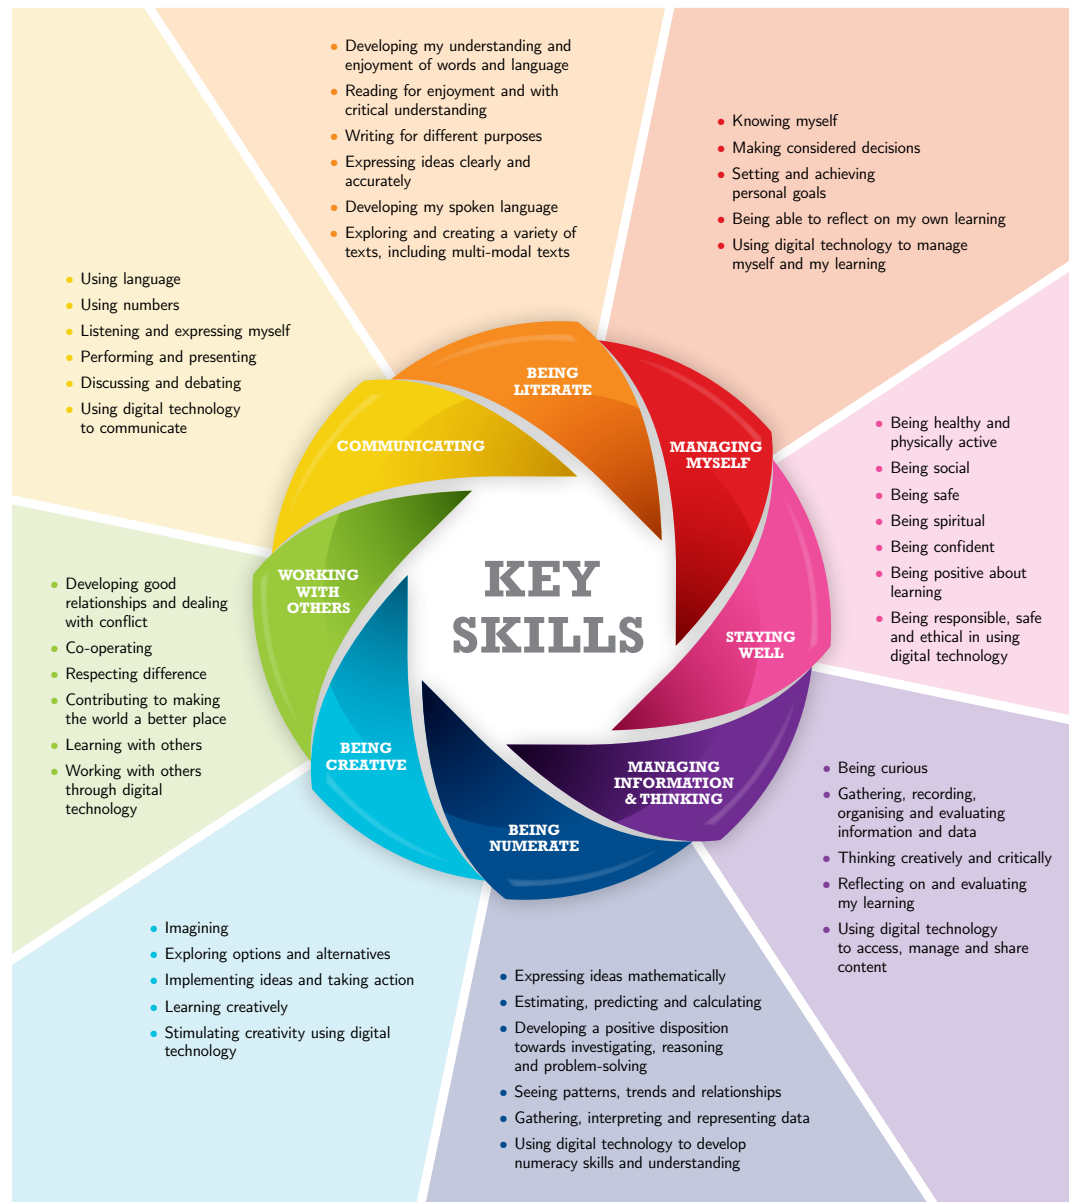 • Developing my understanding and
enjoyment of words and language
• Reading for enjoyment and with
critical understanding
• Writing for different purposes
• Expressing ideas clearly and
accurately
• Developing my spoken language
• Exploring and creating a variety of
texts, including multi-modal texts
• Knowing myself
• Making considered decisions
• Setting and achieving
personal goals
• Being able to reflect on my own learning
• Using digital technology to manage
myself and my learning
• Using language
• Using numbers
• Listening and expressing myself
• Performing and presenting
• Discussing and debating
• Using digital technology
to communicate
BEING
LITERATE
COMMUNICATING
MANAGING
MYSELF
• Being healthy and
physically active
• Being social
• Being safe
• Being spiritual
• Being confident
• Being positive about
learning
• Being responsible, safe
and ethical in using
digital technology
WORKING
WITH
OTHERS
KEY
SKILLS
STAYING
WELL
• Developing good
relationships and dealing
with conflict
• Co-operating
• Respecting difference
• Contributing to making
the world a better place
• Learning with others
• Working with others
through digital
technology
BEING
CREATIVE
MANAGING
INFORMATION
& THINKING
BEING
NUMERATE
• Being curious
• Gathering, recording,
organising and evaluating
information and data
• Thinking creatively and critically
• Reflecting on and evaluating
my learning
• Using digital technology
to access, manage and share
content
• Imagining
• Exploring options and alternatives
• Implementing ideas and taking action
• Learning creatively
• Stimulating creativity using digital
technology
• Expressing ideas mathematically
• Estimating, predicting and calculating
• Developing a positive disposition
towards investigating, reasoning
and problem-solving
• Seeing patterns, trends and relationships
• Gathering, interpreting and representing data
• Using digital technology to develop
numeracy skills and understanding